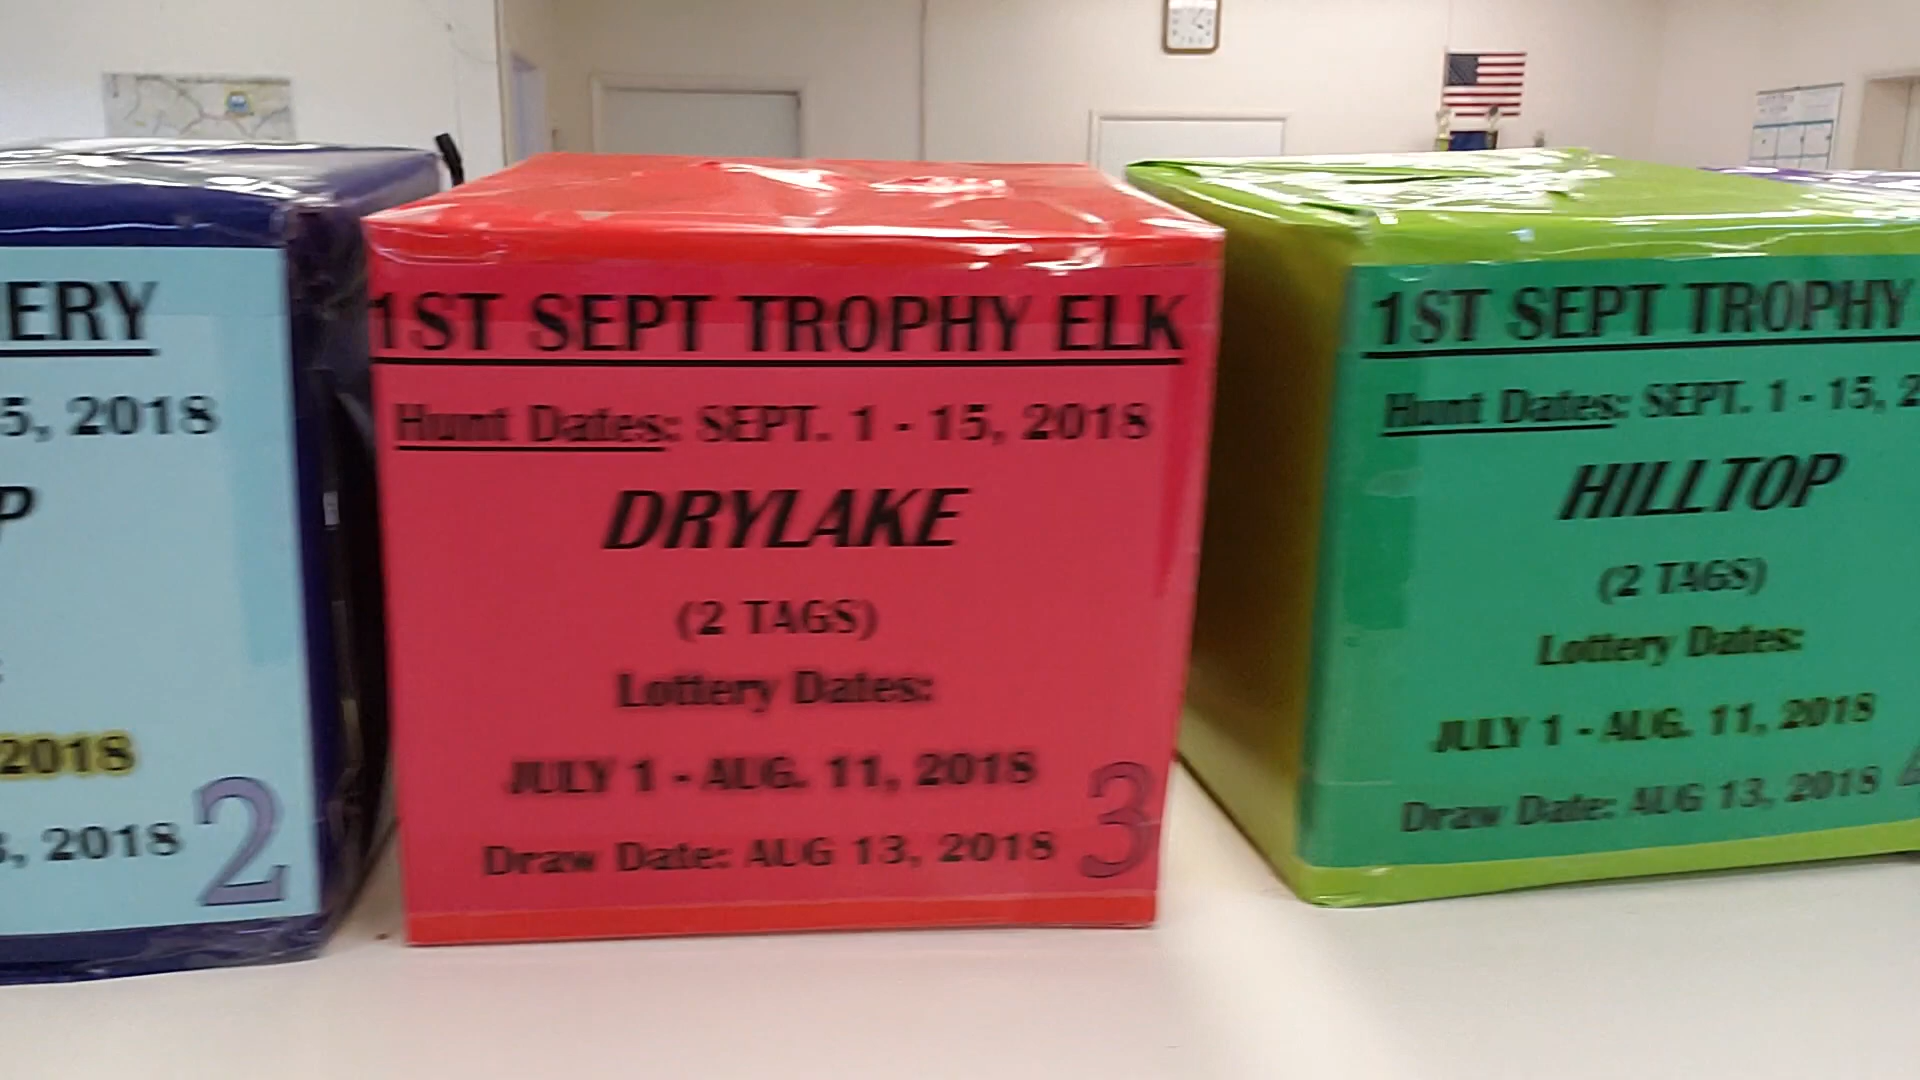 ERY
5, 2018
P
2018
3, 2018
2
1ST SEPT TROPHY ELK
Hunt Dates: SEPT. 1 - 15, 2018
DRYLAKE
(2 TAGS)
Lottery Dates:
JULY 1 - AUG. 11, 2018
Draw Date: AUG 13, 2018
3
1ST SEPT TROPHY
Hunt Dates: SEPT. 1 - 15, 2
HILLTOP
(2 TAGS)
Lottery Dates:
JULY 1 - AUG. 11, 2018
Draw Date: AUG 13, 2018